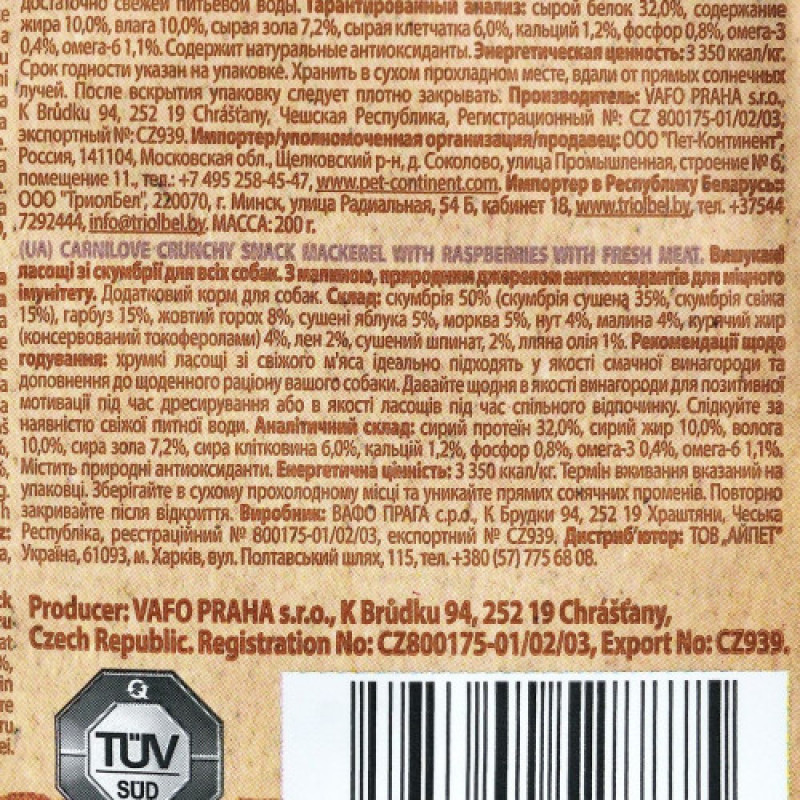 достаточно свежей питьевой воды. Гарантированный анализ: сырой белок 32,0%, содержание
жира 10,0%, влага 10,0%, сырая зола 7,2%, сырая клетчатка 6,0%, кальций 1,2%, фосфор 0,8%, омега-3
0,4%, омега-6 1,1%. Содержит натуральные антиоксиданты. Энергетическая ценность: 3 350 ккал/кг.
Срок годности указан на упаковке. Хранить в сухом прохладном месте, вдали от прямых солнечных
лучей. После вскрытия упаковку следует плотно закрывать. Производитель: VAFO PRAHA s.r.o.,
K Brůdku 94, 252 19 Chrášťany, Чешская Республика, Регистрационный №: CZ 800175-01/02/03,
экспортный №: CZ939. Импортер/уполномоченная организация/продавец: ООО "Пет-Континент",
Россия, 141104, Московская обл., Щелковский р-н, д. Соколово, улица Промышленная, строение № 6,
помещение 11., тел.: +7 495 258-45-47, www.pet-continent.com. Импортер в Республику Беларусь:
ООО "ТриолБел", 220070, г. Минск, улица Радиальная, 54 Б, кабинет 18, www.triolbel.by, тел. +37544
7292444, info@triolbel.by. МАССА: 200 г.
(UA) CARNILOVE CRUNCHY SNACK MACKEREL WITH RASPBERRIES WITH FRESH MEAT. Вишукані
ласощі зі скумбрії для всіх собак. З малиною, природним джерелом антиоксидантів для міцного
імунітету. Додатковий корм для собак. Склад: скумбрія 50% (скумбрія сушена 35%, скумбрія свіжа
15%), гарбуз 15%, жовтий горох 8%, сушені яблука 5%, морква 5%, нут 4%, малина 4%, курячий жир
(консервований токоферолами) 4%, лен 2%, сушений шпинат, 2%, лляна олія 1%. Рекомендації щодо
годування: хрумкі ласощі зі свіжого м'яса ідеально підходять у якості смачної винагороди та
доповнення до щоденного раціону вашого собаки. Давайте щодня в якості винагороди для позитивної
мотивації під час дресирування або в якості ласощів під час спільного відпочинку. Слідкуйте за
наявністю свіжої питної води. Аналітичний склад: сирий протеїн 32,0%, сирий жир 10,0%, волога
10,0%, сира зола 7,2%, сира клітковина 6,0%, кальцій 1,2%, фосфор 0,8%, омега-3 0,4%, омега-6 1,1%.
Містить природні антиоксиданти. Енергетична цінність: 3 350 ккал/кг. Термін вживання вказаний на
упаковці. Зберігайте в сухому прохолодному місці та уникайте прямих сонячних променів. Повторно
закривайте після відкриття. Виробник: ВАФО ПРАГА с.р.о., К Брудки 94, 252 19 Храштяни, Чеська
Республіка, реєстраційний № 800175-01/02/03, експортний № CZ939. Дистриб'ютор: ТОВ „АЙПЕТ"
Україна, 61093, м. Харків, вул. Полтавський шлях, 115, тел. +380 (57) 775 68 08.
Producer: VAFO PRAHA s.r.o., K Brůdku 94, 252 19 Chrášťany,
Czech Republic. Registration No: CZ800175-01/02/03, Export No: CZ939.
TÜV
SÜD